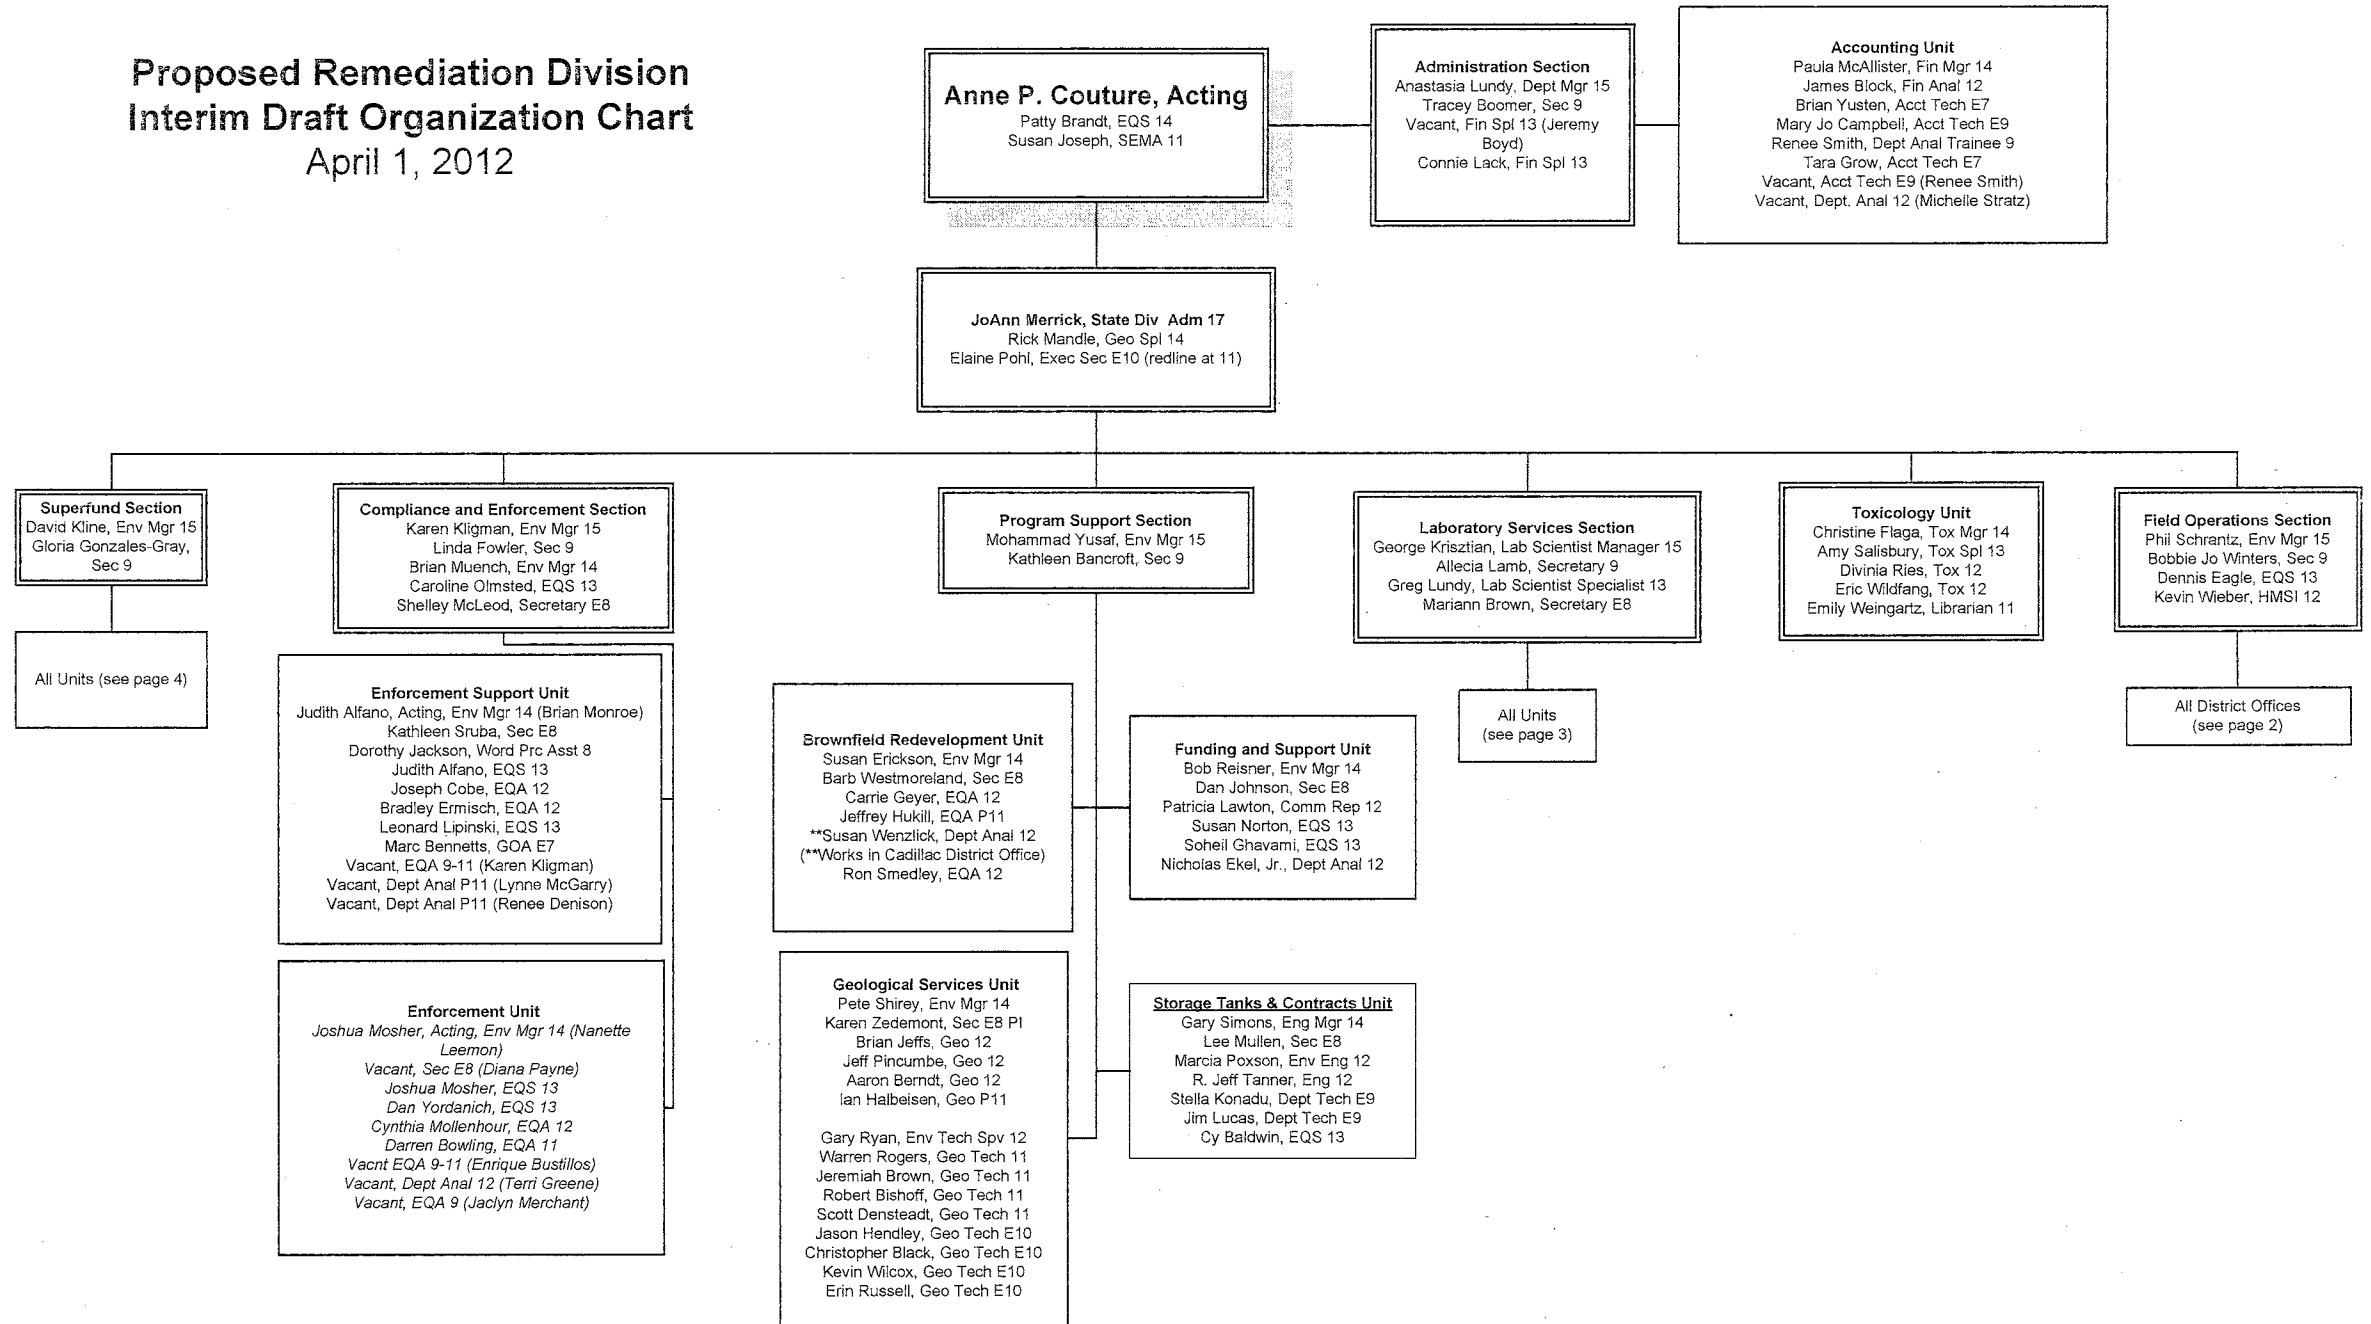 Proposed Remediation Division
Interim Draft Organization Chart
April 1, 2012
Anne P. Couture, Acting
Patty Brandt, EQS 14
Susan Joseph, SEMA 11
Administration Section
Anastasia Lundy, Dept Mgr 15
Tracey Boomer, Sec 9
Vacant, Fin Spl 13 (Jeremy
Boyd)
Connie Lack, Fin Spl 13
Accounting Unit
Paula McAllister, Fin Mgr 14
James Block, Fin Anal 12
Brian Yusten, Acct Tech E7
Mary Jo Campbell, Acct Tech E9
Renee Smith, Dept Anal Trainee 9
Tara Grow, Acct Tech E7
Vacant, Acct Tech E9 (Renee Smith)
Vacant, Dept. Anal 12 (Michelle Stratz)
JoAnn Merrick, State Div Adm 17
Rick Mandle, Geo Spl 14
Elaine Pohl, Exec Sec E10 (redline at 11)
Superfund Section
David Kline, Env Mgr 15
Gloria Gonzales-Gray,
Sec 9
All Units (see page 4)
Compliance and Enforcement Section
Karen Kligman, Env Mgr 15
Linda Fowler, Sec 9
Brian Muench, Env Mgr 14
Caroline Olmsted, EQS 13
Shelley McLeod, Secretary E8
Enforcement Support Unit
Judith Alfano, Acting, Env Mgr 14 (Brian Monroe)
Kathleen Sruba, Sec E8
Dorothy Jackson, Word Prc Asst 8
Judith Alfano, EQS 13
Joseph Cobe, EQA 12
Bradley Ermisch, EQA 12
Leonard Lipinski, EQS 13
Marc Bennetts, GOA E7
Vacant, EQA 9-11 (Karen Kligman)
Vacant, Dept Anal P11 (Lynne McGarry)
Vacant, Dept Anal P11 (Renee Denison)
Enforcement Unit
Joshua Mosher, Acting, Env Mgr 14 (Nanette
Leemon)
Vacant, Sec E8 (Diana Payne)
Joshua Mosher, EQS 13
Dan Yordanich, EQS 13
Cynthia Mollenhour, EQA 12
Darren Bowling, EQA 11
Vacnt EQA 9-11 (Enrique Bustillos)
Vacant, Dept Anal 12 (Terri Greene)
Vacant, EQA 9 (Jaclyn Merchant)
Program Support Section
Mohammad Yusaf, Env Mgr 15
Kathleen Bancroft, Sec 9
Brownfield Redevelopment Unit
Susan Erickson, Env Mgr 14
Barb Westmoreland, Sec E8
Carrie Geyer, EQA 12
Jeffrey Hukill, EQA P11
**Susan Wenzlick, Dept Anal 12
(**Works in Cadillac District Office)
Ron Smedley, EQA 12
Funding and Support Unit
Bob Reisner, Env Mgr 14
Dan Johnson, Sec E8
Patricia Lawton, Comm Rep 12
Susan Norton, EQS 13
Soheil Ghavami, EQS 13
Nicholas Ekel, Jr., Dept Anal 12
Geological Services Unit
Pete Shirey, Env Mgr 14
Karen Zedemont, Sec E8 PI
Brian Jeffs, Geo 12
Jeff Pincumbe, Geo 12
Aaron Berndt, Geo 12
Ian Halbeisen, Geo P11
Gary Ryan, Env Tech Spv 12
Warren Rogers, Geo Tech 11
Jeremiah Brown, Geo Tech 11
Robert Bishoff, Geo Tech 11
Scott Densteadt, Geo Tech 11
Jason Hendley, Geo Tech E10
Christopher Black, Geo Tech E10
Kevin Wilcox, Geo Tech E10
Erin Russell, Geo Tech E10
Storage Tanks & Contracts Unit
Gary Simons, Eng Mgr 14
Lee Mullen, Sec E8
Marcia Poxson, Env Eng 12
R. Jeff Tanner, Eng 12
Stella Konadu, Dept Tech E9
Jim Lucas, Dept Tech E9
Cy Baldwin, EQS 13
Laboratory Services Section
George Krisztian, Lab Scientist Manager 15
Allecia Lamb, Secretary 9
Greg Lundy, Lab Scientist Specialist 13
Mariann Brown, Secretary E8
All Units
(see page 3)
Toxicology Unit
Christine Flaga, Tox Mgr 14
Amy Salisbury, Tox Spl 13
Divinia Ries, Tox 12
Eric Wildfang, Tox 12
Emily Weingartz, Librarian 11
Field Operations Section
Phil Schrantz, Env Mgr 15
Bobbie Jo Winters, Sec 9
Dennis Eagle, EQS 13
Kevin Wieber, HMSI 12
All District Offices
(see page 2)